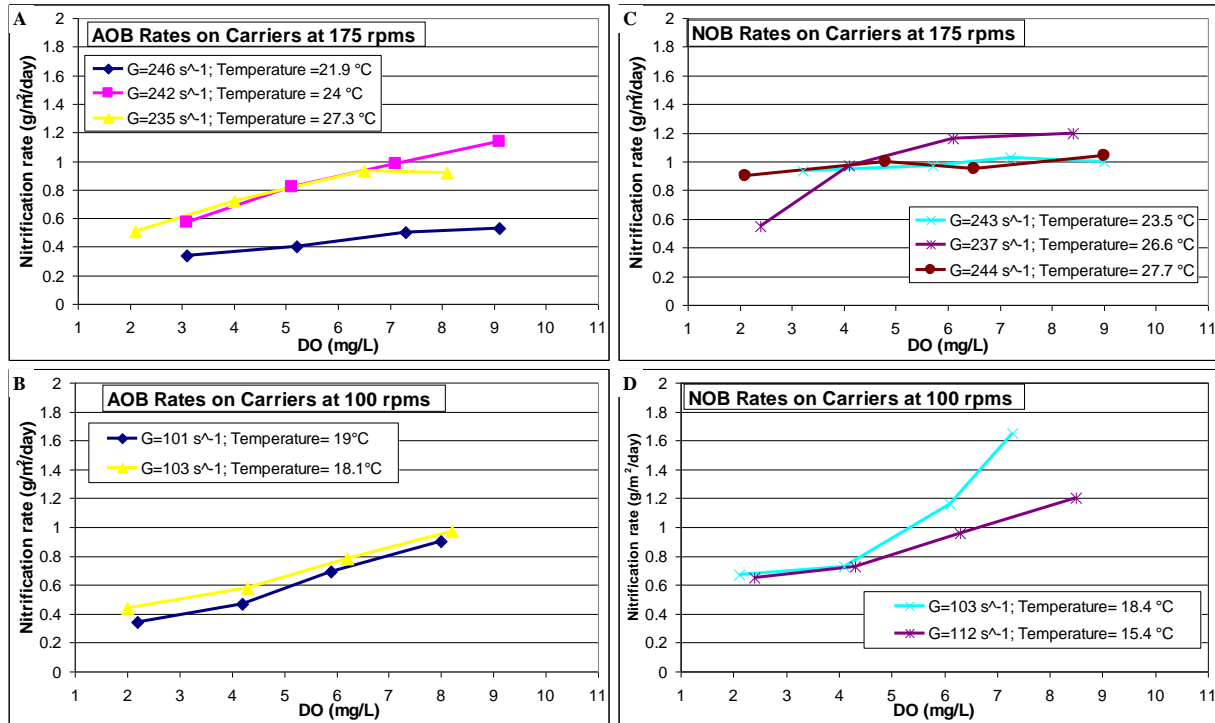 A
AOB Rates on Carriers at 175 rpms
G=246 s^-1; Temperature =21.9 °C
G=242 s^-1; Temperature = 24 °C
G=235 s^-1; Temperature = 27.3 °C
Nitrification rate (g/m²/day)
2
1.8
1.6
1.4
1.2
1
0.8
0.6
0.4
0.2
0
1 2 3 4 5 6 7 8 9 10 11
DO (mg/L)
B
AOB Rates on Carriers at 100 rpms
G=101 s^-1; Temperature= 19°C
G=103 s^-1; Temperature= 18.1°C
Nitrification rate (g/m²/day)
2
1.8
1.6
1.4
1.2
1
0.8
0.6
0.4
0.2
0
1 2 3 4 5 6 7 8 9 10 11
DO (mg/L)
C
NOB Rates on Carriers at 175 rpms
G=243 s^-1; Temperature= 23.5 °C
G=237 s^-1; Temperature= 26.6 °C
G=244 s^-1; Temperature= 27.7 °C
Nitrification rate (g/m²/day)
2
1.8
1.6
1.4
1.2
1
0.8
0.6
0.4
0.2
0
1 2 3 4 5 6 7 8 9 10 11
DO (mg/L)
D
NOB Rates on Carriers at 100 rpms
G=103 s^-1; Temperature= 18.4 °C
G=112 s^-1; Temperature= 15.4 °C
Nitrification rate (g/m²/day)
2
1.8
1.6
1.4
1.2
1
0.8
0.6
0.4
0.2
0
1 2 3 4 5 6 7 8 9 10 11
DO (mg/L)